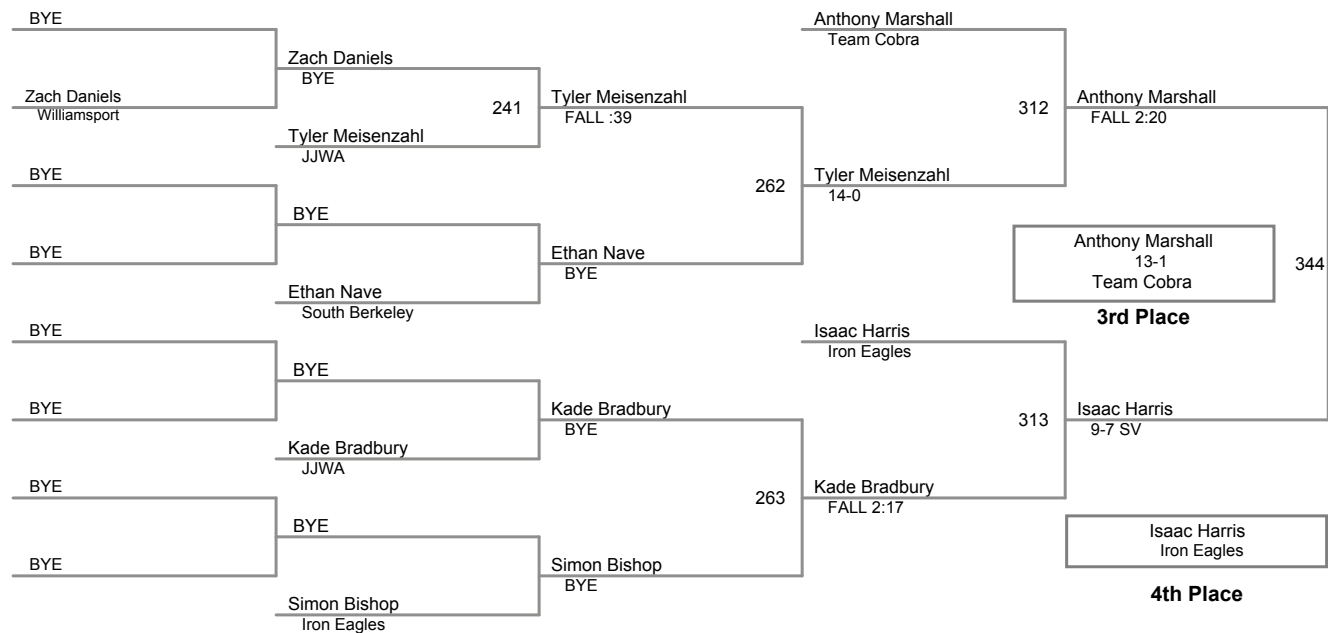 BYE
Zach Daniels
Williamsport
BYE
BYE
BYE
BYE
BYE
BYE
Zach Daniels
BYE
241
Tyler Meisenzahl
JJWA
BYE
Ethan Nave
South Berkeley
BYE
Kade Bradbury
JJWA
BYE
Simon Bishop
Iron Eagles
Tyler Meisenzahl
FALL :39
262
Ethan Nave
BYE
Kade Bradbury
BYE
263
Simon Bishop
BYE
Anthony Marshall
Team Cobra
312
Tyler Meisenzahl
14-0
Isaac Harris
Iron Eagles
313
Kade Bradbury
FALL 2:17
Anthony Marshall
FALL 2:20
Anthony Marshall
13-1
Team Cobra
344
3rd Place
Isaac Harris
9-7 SV
Isaac Harris
Iron Eagles
4th Place